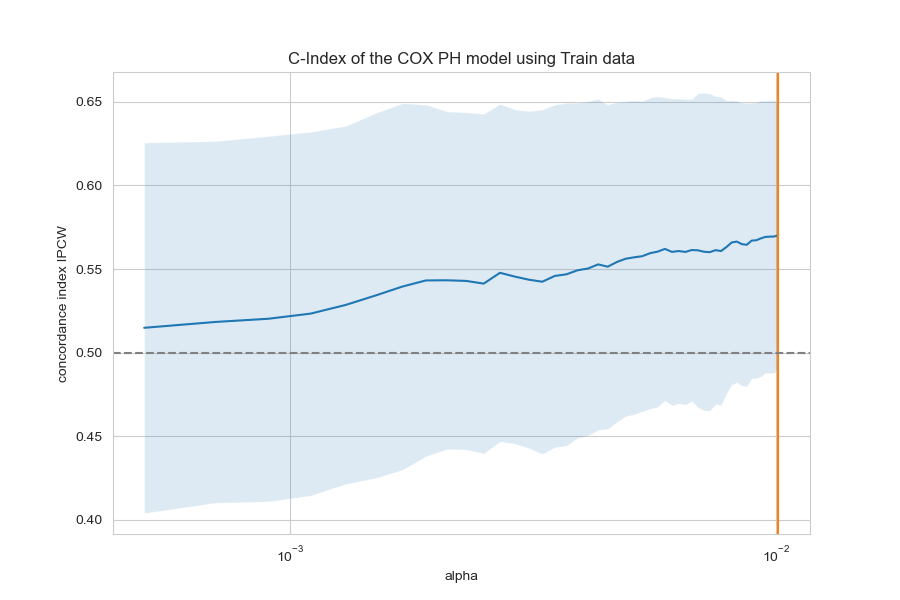 C-Index of the COX PH model using Train data
concordance index IPCW
0.65
0.60
0.55
0.50
0.45
0.40
10⁻³
10⁻²
alpha